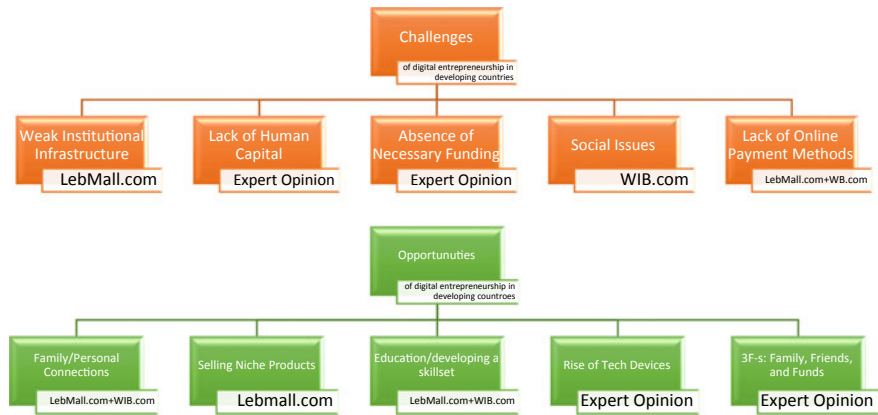 Challenges
of digital entrepreneurship in
developing countries
Weak Institutional
Infrastructure
LebMall.com
Lack of Human
Capital
Expert Opinion
Absence of
Necessary Funding
Expert Opinion
Social Issues
WIB.com
Lack of Online
Payment Methods
LebMall.com+WB.com
Opportunuties
of digital entrepreneurship in
developing countroes
Family/Personal
Connections
LebMall.com+WIB.com
Selling Niche Products
Lebmall.com
Education/developing a
skillset
LebMall.com+WIB.com
Rise of Tech Devices
Expert Opinion
3F-s: Family, Friends,
and Funds
Expert Opinion